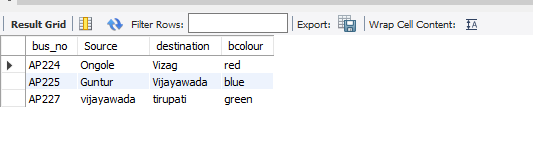 Result Grid Filter Rows: Export: Wrap Cell Content:
bus_no Source destination bcolour
AP224 Ongole Vizag red
AP225 Guntur Vijayawada blue
AP227 vijayawada tirupati green